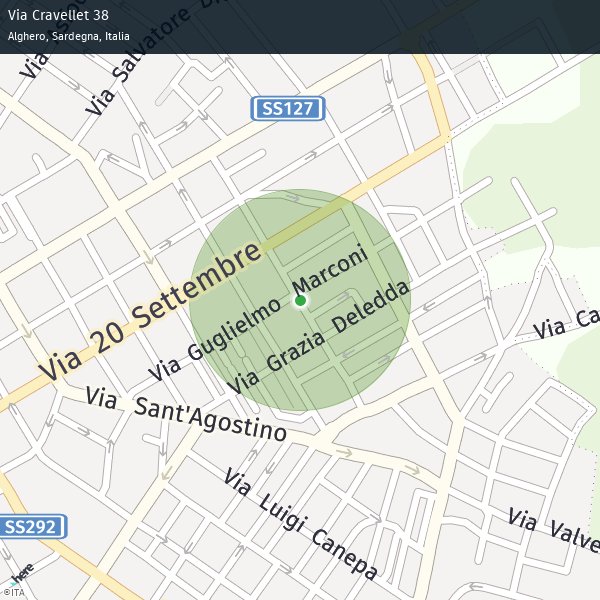 Via Cravellet 38
Alghero, Sardegna, Italia
Via
Via Salvatore
SS127
Via 20 Settembre
Via Guglielmo Marconi
Via Grazia Deledda
Via Ca
Via Sant'Agostino
Via Luigi Canepa
Via Valve
SS292
here
©ITA